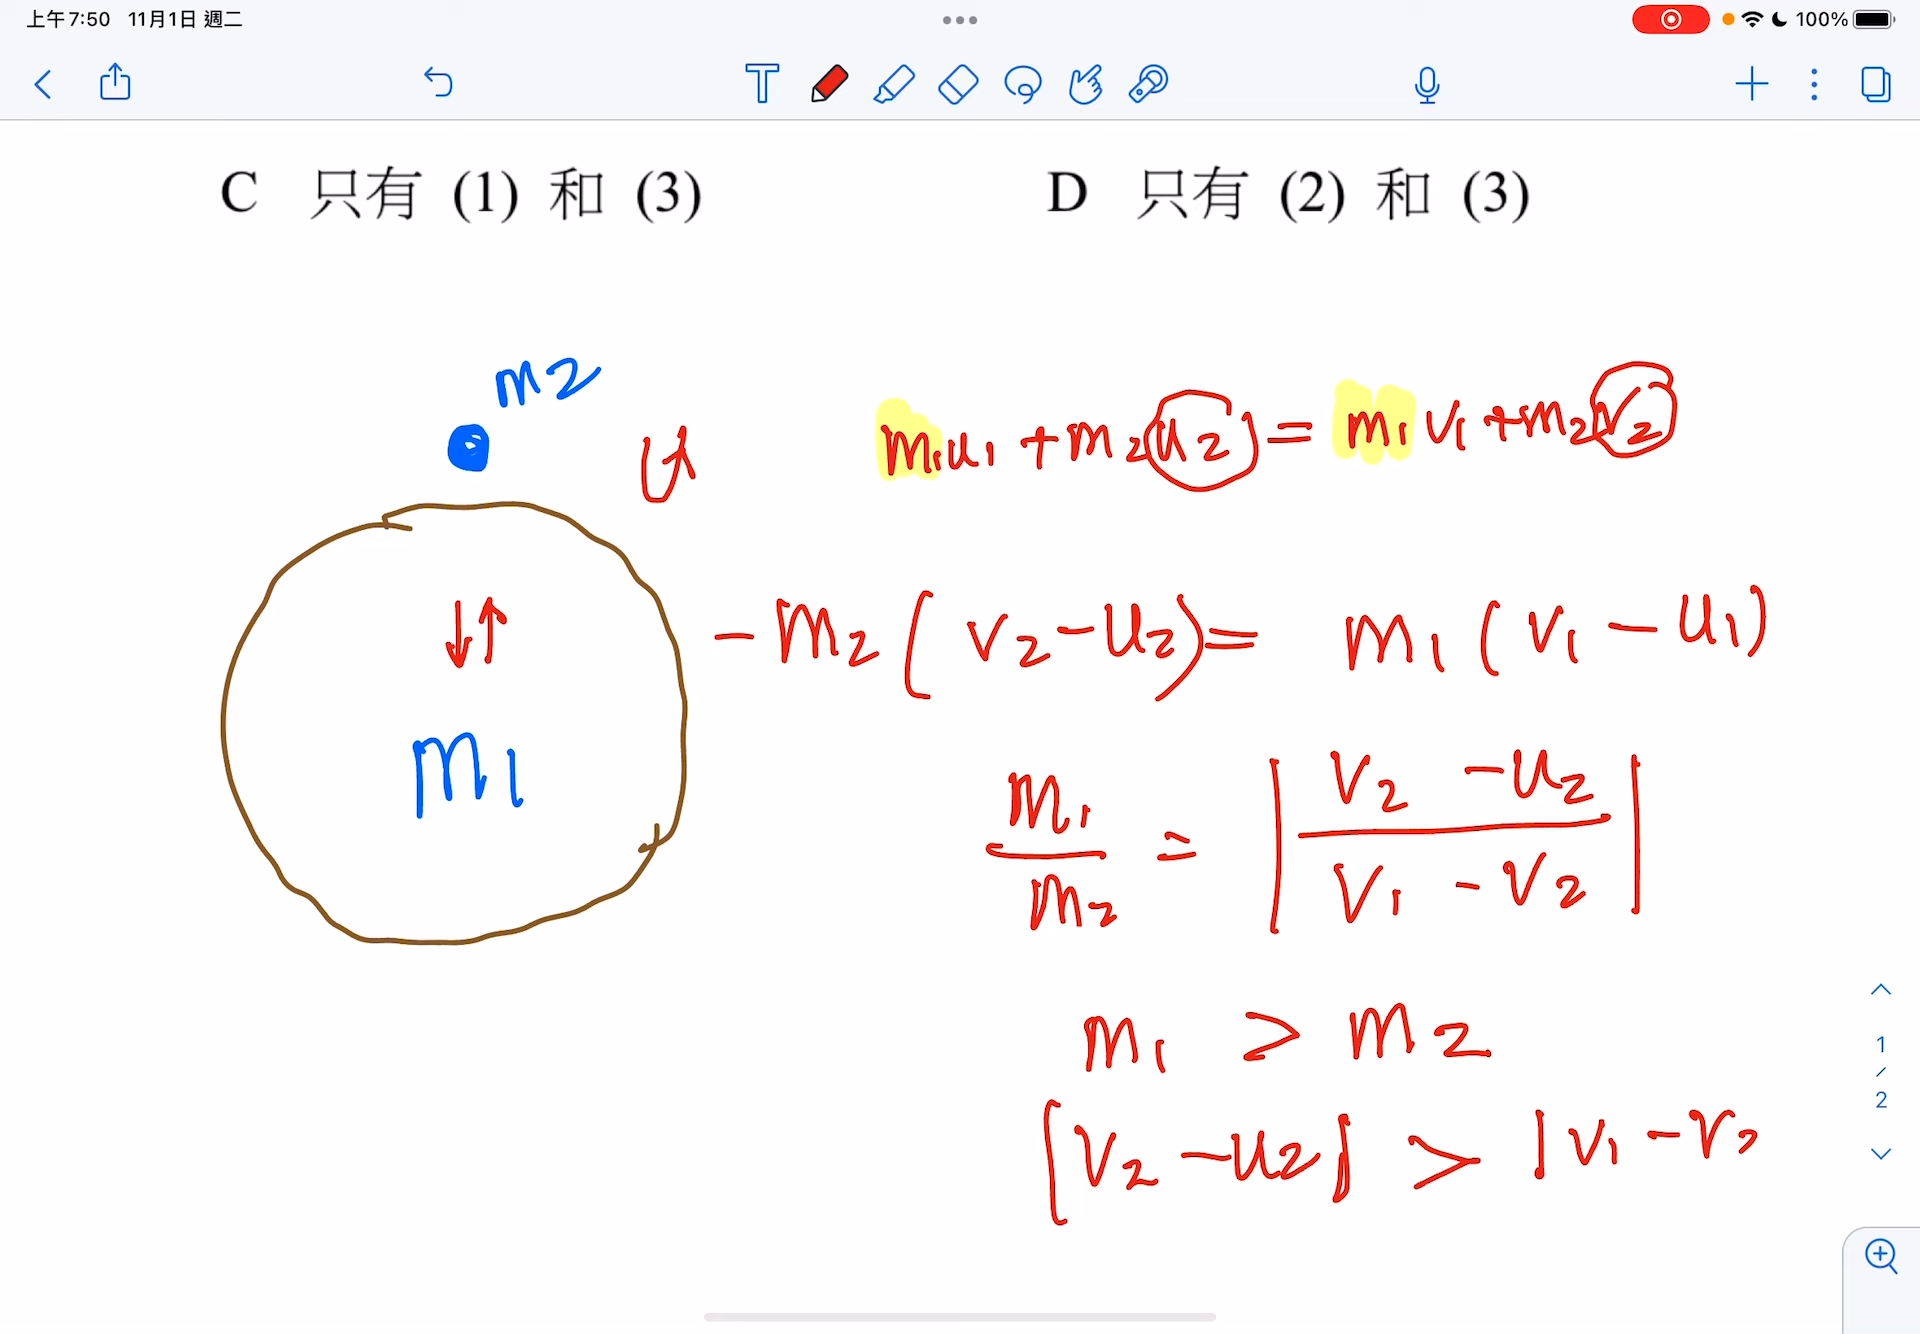 上午7:50 11月1日 週二
100%
C 只有 (1) 和 (3)
D 只有 (2) 和 (3)
m2
m1u1 + m2u2 = m1v1 + m2v2
-m2(v2-u2) = m1(v1-u1)
m1
m1/m2 = |v2-u2/v1-v2|
m1 > m2
|v2-u2| > |v1-v2
1
/
2